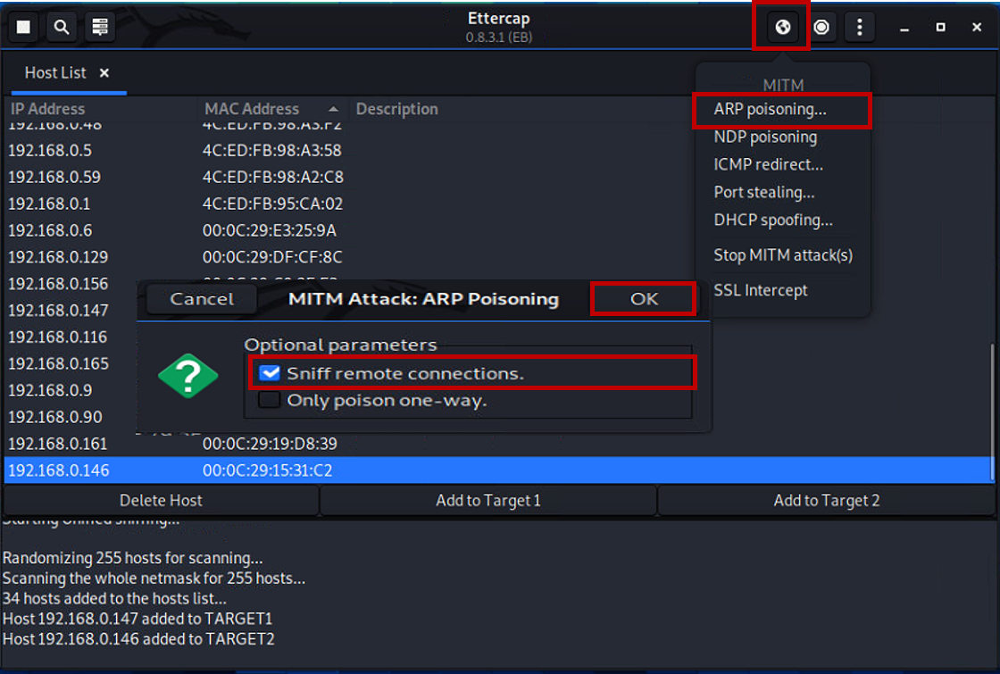 Ettercap
0.8.3.1 (EB)
Host List ×
MITM
ARP poisoning...
NDP poisoning
ICMP redirect...
Port stealing...
DHCP spoofing...
Stop MITM attack(s)
SSL Intercept
IP Address MAC Address Description
192.168.0.48 4C:ED:FB:98:A3:F2
192.168.0.5 4C:ED:FB:98:A3:58
192.168.0.59 4C:ED:FB:98:A2:C8
192.168.0.1 4C:ED:FB:95:CA:02
192.168.0.6 00:0C:29:E3:25:9A
192.168.0.129 00:0C:29:DF:CF:8C
192.168.0.156
192.168.0.147
192.168.0.116
192.168.0.165
192.168.0.9
192.168.0.90
192.168.0.161 00:0C:29:19:D8:39
192.168.0.146 00:0C:29:15:31:C2
Cancel MITM Attack: ARP Poisoning OK
Optional parameters
Sniff remote connections.
Only poison one-way.
Delete Host Add to Target 1 Add to Target 2
Starting Unified sniffing...
Randomizing 255 hosts for scanning...
Scanning the whole netmask for 255 hosts...
34 hosts added to the hosts list...
Host 192.168.0.147 added to TARGET1
Host 192.168.0.146 added to TARGET2